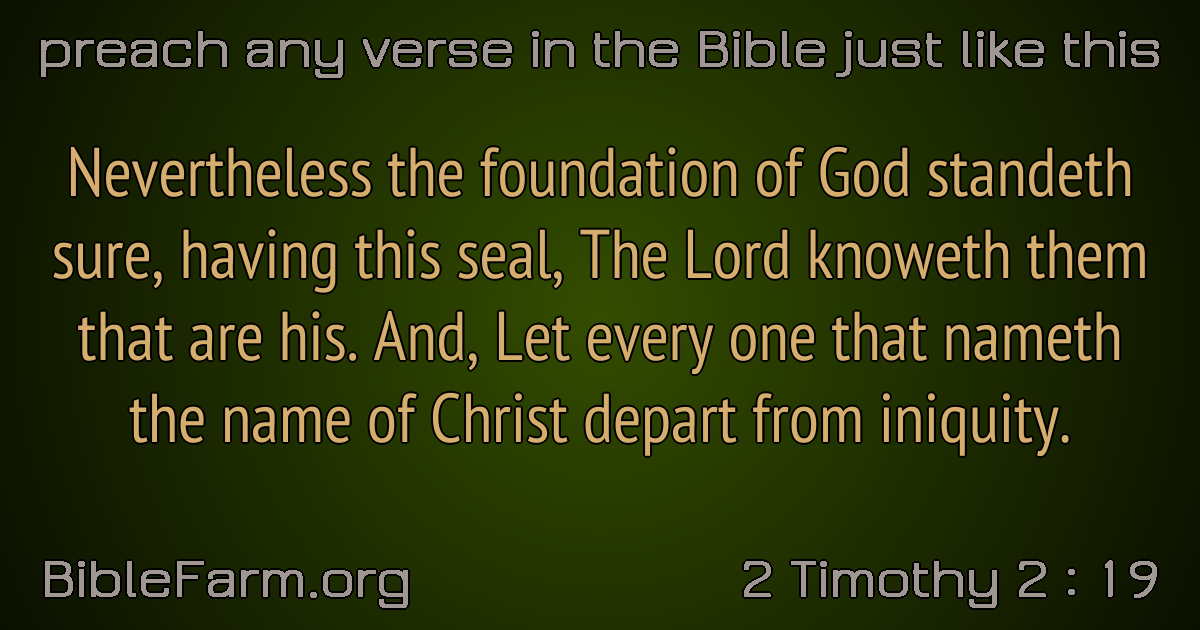 preach any verse in the Bible just like this
Nevertheless the foundation of God standeth
sure, having this seal, The Lord knoweth them
that are his. And, Let every one that nameth
the name of Christ depart from iniquity.
BibleFarm.org
2 Timothy 2 : 19